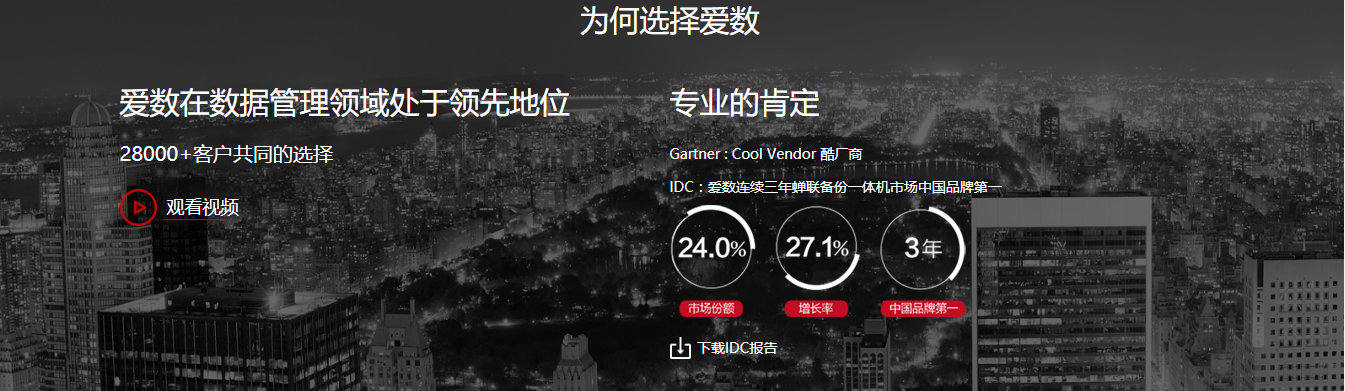 为何选择爱数
爱数在数据管理领域处于领先地位
28000+客户共同的选择
观看视频
专业的肯定
Gartner : Cool Vendor 酷厂商
IDC：爱数连续三年蝉联备份一体机市场中国品牌第一
24.0%
27.1%
3年
市场份额
增长率
中国品牌第一
下载IDC报告